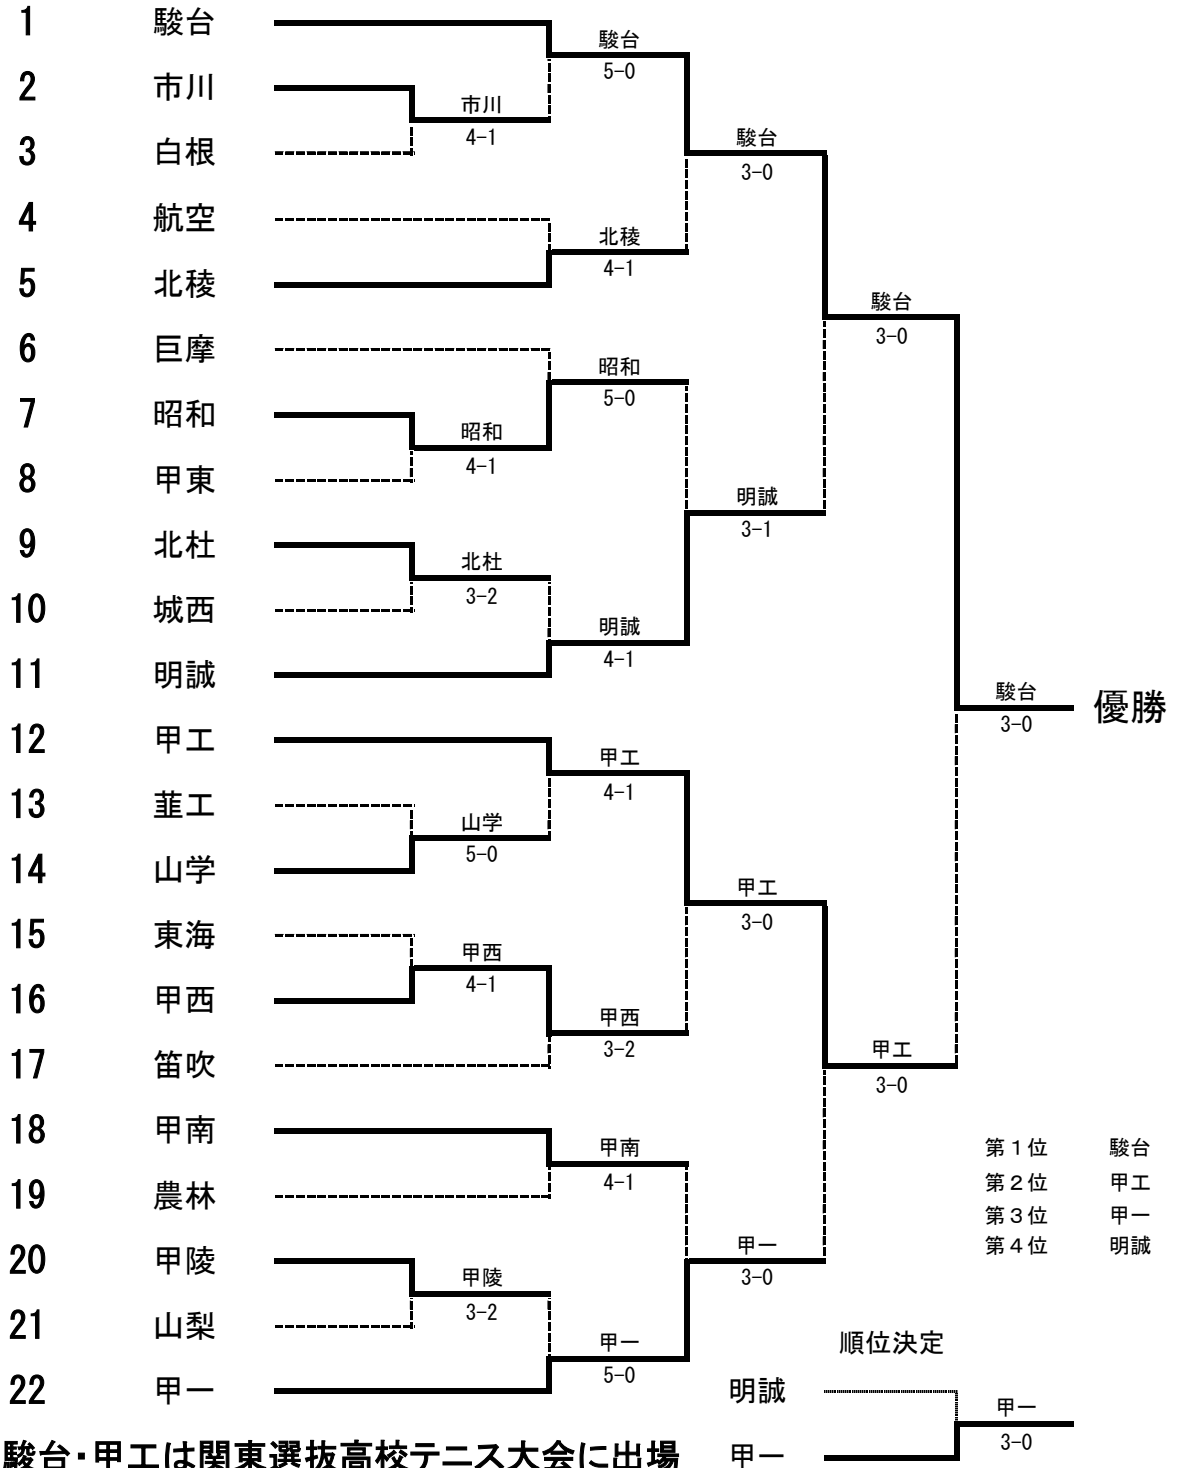 1 駿台
駿台
5-0
2 市川
市川
4-1
駿台
3-0
3 白根
4 航空
北稜
4-1
5 北稜
駿台
3-0
6 巨摩
昭和
5-0
7 昭和
昭和
4-1
8 甲東
明誠
3-1
9 北杜
北杜
3-2
10 城西
明誠
4-1
11 明誠
駿台
3-0
優勝
12 甲工
甲工
4-1
13 韮工
山学
5-0
14 山学
甲工
3-0
15 東海
甲西
4-1
16 甲西
甲西
3-2
17 笛吹
甲工
3-0
18 甲南
甲南
4-1
19 農林
20 甲陵
甲陵
3-2
甲一
3-0
21 山梨
甲一
5-0
22 甲一
第1位 駿台
第2位 甲工
第3位 甲一
第4位 明誠
順位決定
明誠
甲一
3-0
甲一
駿台・甲工は関東選抜高校テニス大会に出場